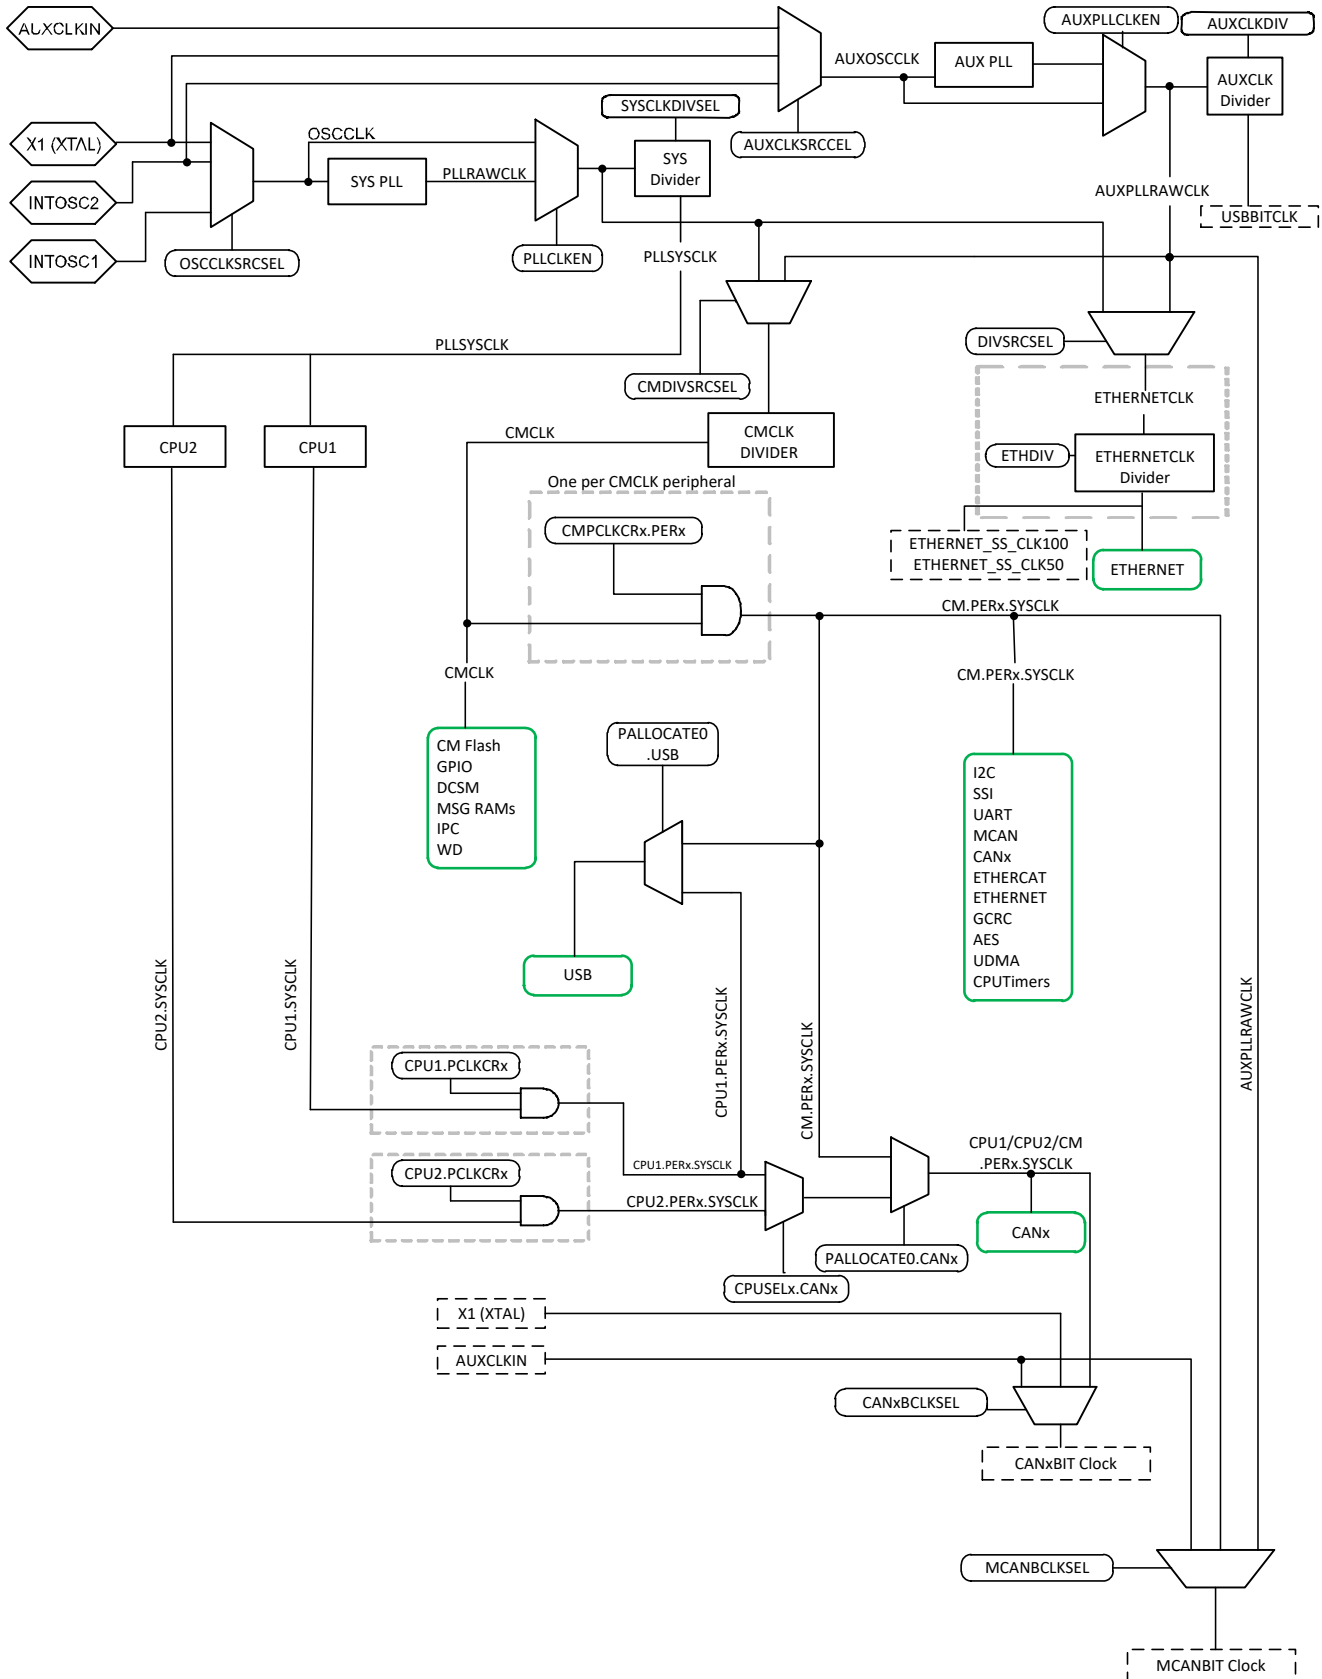 AUXCLKIN
AUXPLLCLKEN
AUXCLKDIV
AUXOSCCLK
AUX PLL
AUXCLK
Divider
SYSCLKDIVSEL
X1 (XTAL)
OSCCLK
AUXCLKSRCCEL
SYS PLL
PLLRAWCLK
SYS
Divider
INTOSC2
AUXPLLRAWCLK
USBBITCLK
INTOSC1
OSCCLKSRCSEL
PLLCLKEN
PLLSYSCLK
DIVSRCSEL
PLLSYSCLK
CMDIVSRCSEL
ETHERNETCLK
CPU2
CPU1
CMCLK
CMCLK
DIVIDER
ETHDIV
ETHERNETCLK
Divider
One per CMCLK peripheral
CMPCLKCRx.PERx
ETHERNET_SS_CLK100
ETHERNET_SS_CLK50
ETHERNET
CM.PERx.SYSCLK
CMCLK
CM.PERx.SYSCLK
PALLOCATE0
.USB
CM Flash
GPIO
DCSM
MSG RAMs
IPC
WD
I2C
SSI
UART
MCAN
CANx
ETHERCAT
ETHERNET
GCRC
AES
UDMA
CPUTimers
USB
CPU2.SYSCLK
CPU1.SYSCLK
CPU1.PERx.SYSCLK
CM.PERx.SYSCLK
AUXPLLRAWCLK
CPU1.PCLKCRx
CPU1/CPU2/CM
.PERx.SYSCLK
CPU1.PERx.SYSCLK
CPU2.PCLKCRx
CPU2.PERx.SYSCLK
CANx
PALLOCATE0.CANx
CPUSELx.CANx
X1 (XTAL)
AUXCLKIN
CANxBCLKSEL
CANxBIT Clock
MCANBCLKSEL
MCANBIT Clock